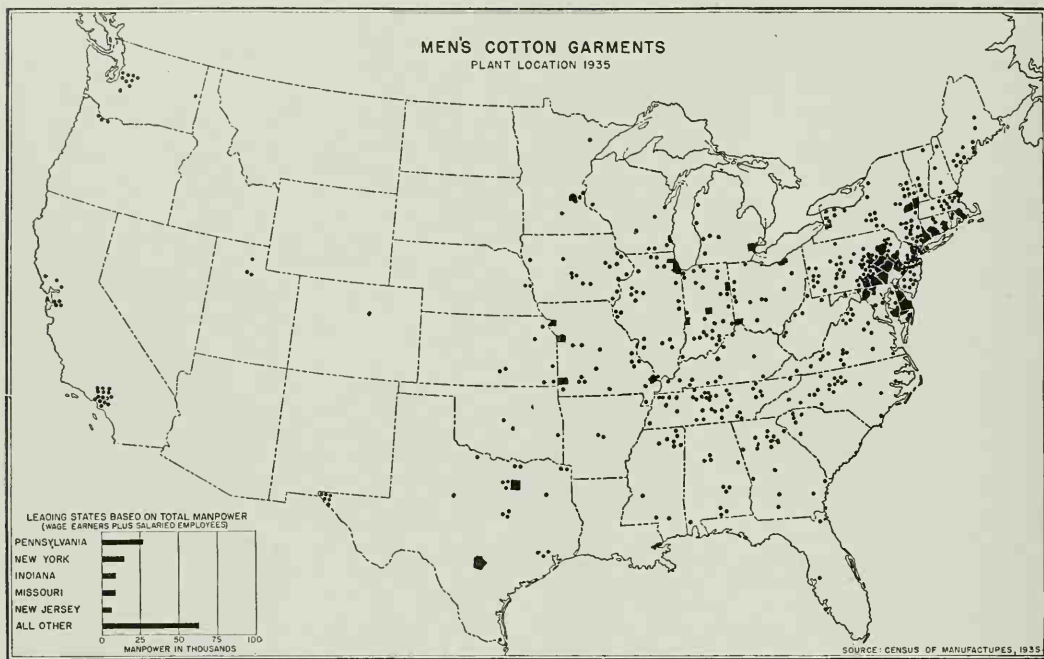 MEN'S COTTON GARMENTS
PLANT LOCATION 1935
LEADING STATES BASED ON TOTAL MANPOWER
(WAGE EARNERS PLUS SALARIED EMPLOYEES)
PENNSYLVANIA
NEW YORK
INDIANA
MISSOURI
NEW JERSEY
ALL OTHER
0 25 50 75 100
MANPOWER IN THOUSANDS
SOURCE: CENSUS OF MANUFACTUPES, 1935